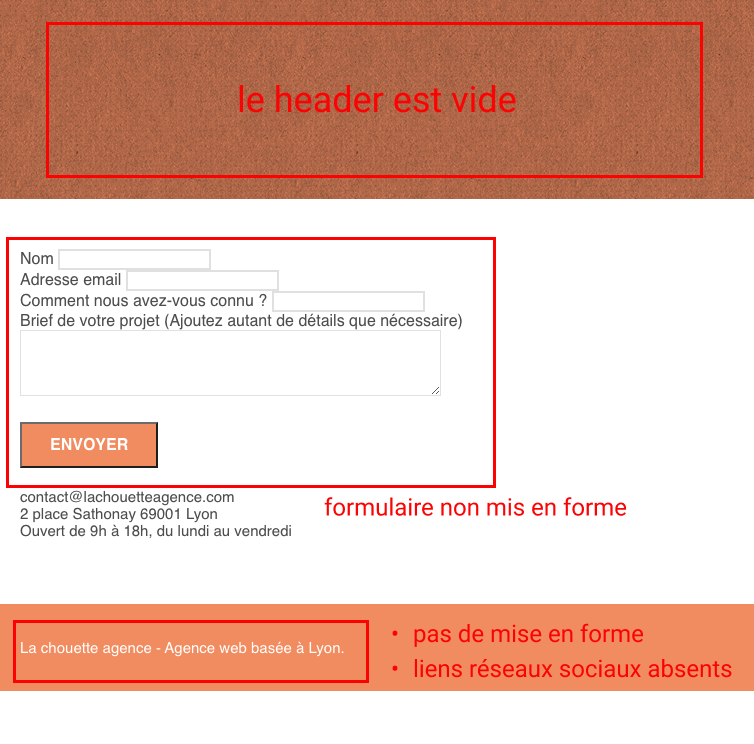 le header est vide
Nom
Adresse email
Comment nous avez-vous connu ?
Brief de votre projet (Ajoutez autant de détails que nécessaire)
ENVOYER
contact@lachouetteagence.com
2 place Sathonay 69001 Lyon
Ouvert de 9h à 18h, du lundi au vendredi
formulaire non mis en forme
La chouette agence - Agence web basée à Lyon.
• pas de mise en forme
• liens réseaux sociaux absents